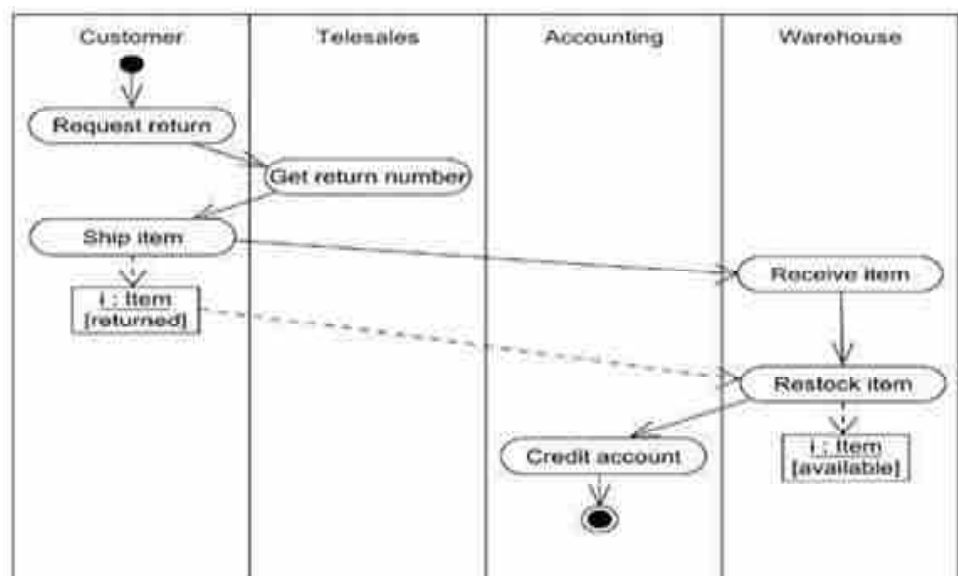 Customer
Telesales
Accounting
Warehouse
Request return
Get return number
Ship item
Receive item
i : Item
[returned]
Restock item
Credit account
i : Item
[available]